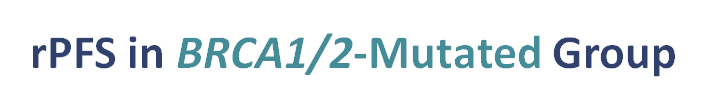 rPFS in BRCA1/2-Mutated Group